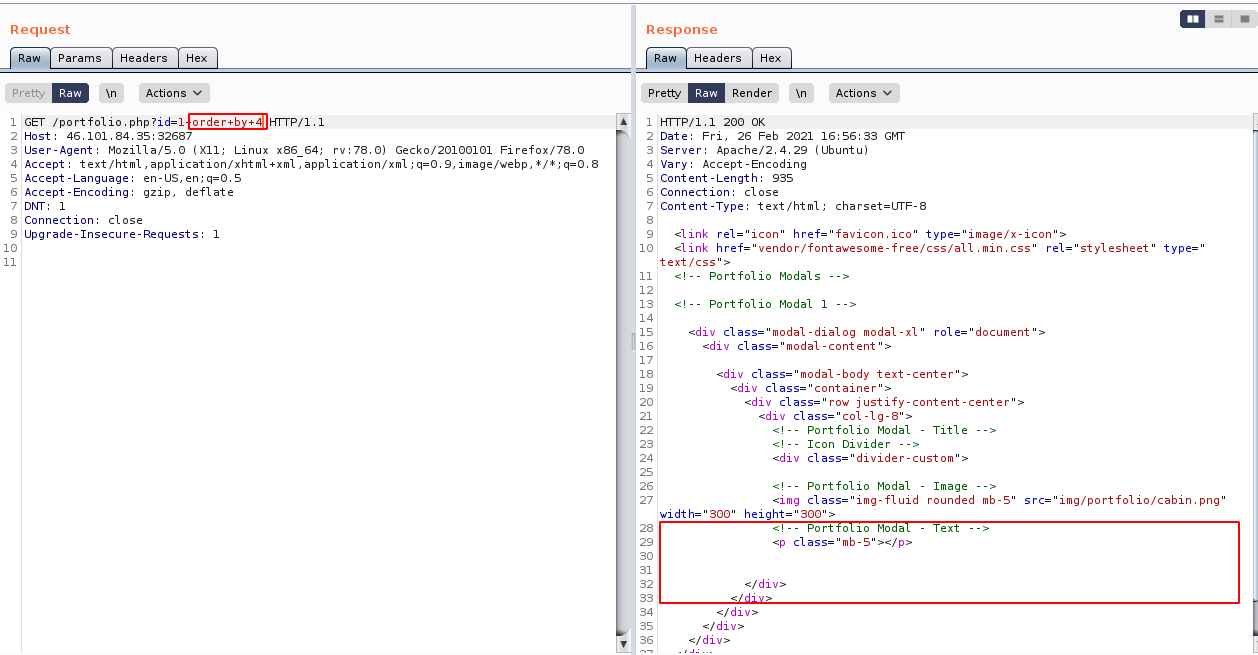 Request
Raw Params Headers Hex
Pretty Raw \n Actions
1 GET /portfolio.php?id=1+order+by+4 HTTP/1.1
2 Host: 46.101.84.35:32687
3 User-Agent: Mozilla/5.0 (X11; Linux x86_64; rv:78.0) Gecko/20100101 Firefox/78.0
4 Accept: text/html,application/xhtml+xml,application/xml;q=0.9,image/webp,*/*;q=0.8
5 Accept-Language: en-US,en;q=0.5
6 Accept-Encoding: gzip, deflate
7 DNT: 1
8 Connection: close
9 Upgrade-Insecure-Requests: 1
10
11
Response
Raw Headers Hex
Pretty Raw Render \n Actions
1 HTTP/1.1 200 OK
2 Date: Fri, 26 Feb 2021 16:56:33 GMT
3 Server: Apache/2.4.29 (Ubuntu)
4 Vary: Accept-Encoding
5 Content-Length: 935
6 Connection: close
7 Content-Type: text/html; charset=UTF-8
8
9 <link rel="icon" href="favicon.ico" type="image/x-icon">
10 <link href="vendor/fontawesome-free/css/all.min.css" rel="stylesheet" type="
text/css">
11 <!-- Portfolio Modals -->
12
13 <!-- Portfolio Modal 1 -->
14
15 <div class="modal-dialog modal-xl" role="document">
16 <div class="modal-content">
17
18 <div class="modal-body text-center">
19 <div class="container">
20 <div class="row justify-content-center">
21 <div class="col-lg-8">
22 <!-- Portfolio Modal - Title -->
23 <!-- Icon Divider -->
24 <div class="divider-custom">
25
26 <!-- Portfolio Modal - Image -->
27 <img class="img-fluid rounded mb-5" src="img/portfolio/cabin.png"
width="300" height="300">
28 <!-- Portfolio Modal - Text -->
29 <p class="mb-5"></p>
30
31
32 </div>
33 </div>
34 </div>
35 </div>
36 </div>
37 </div>